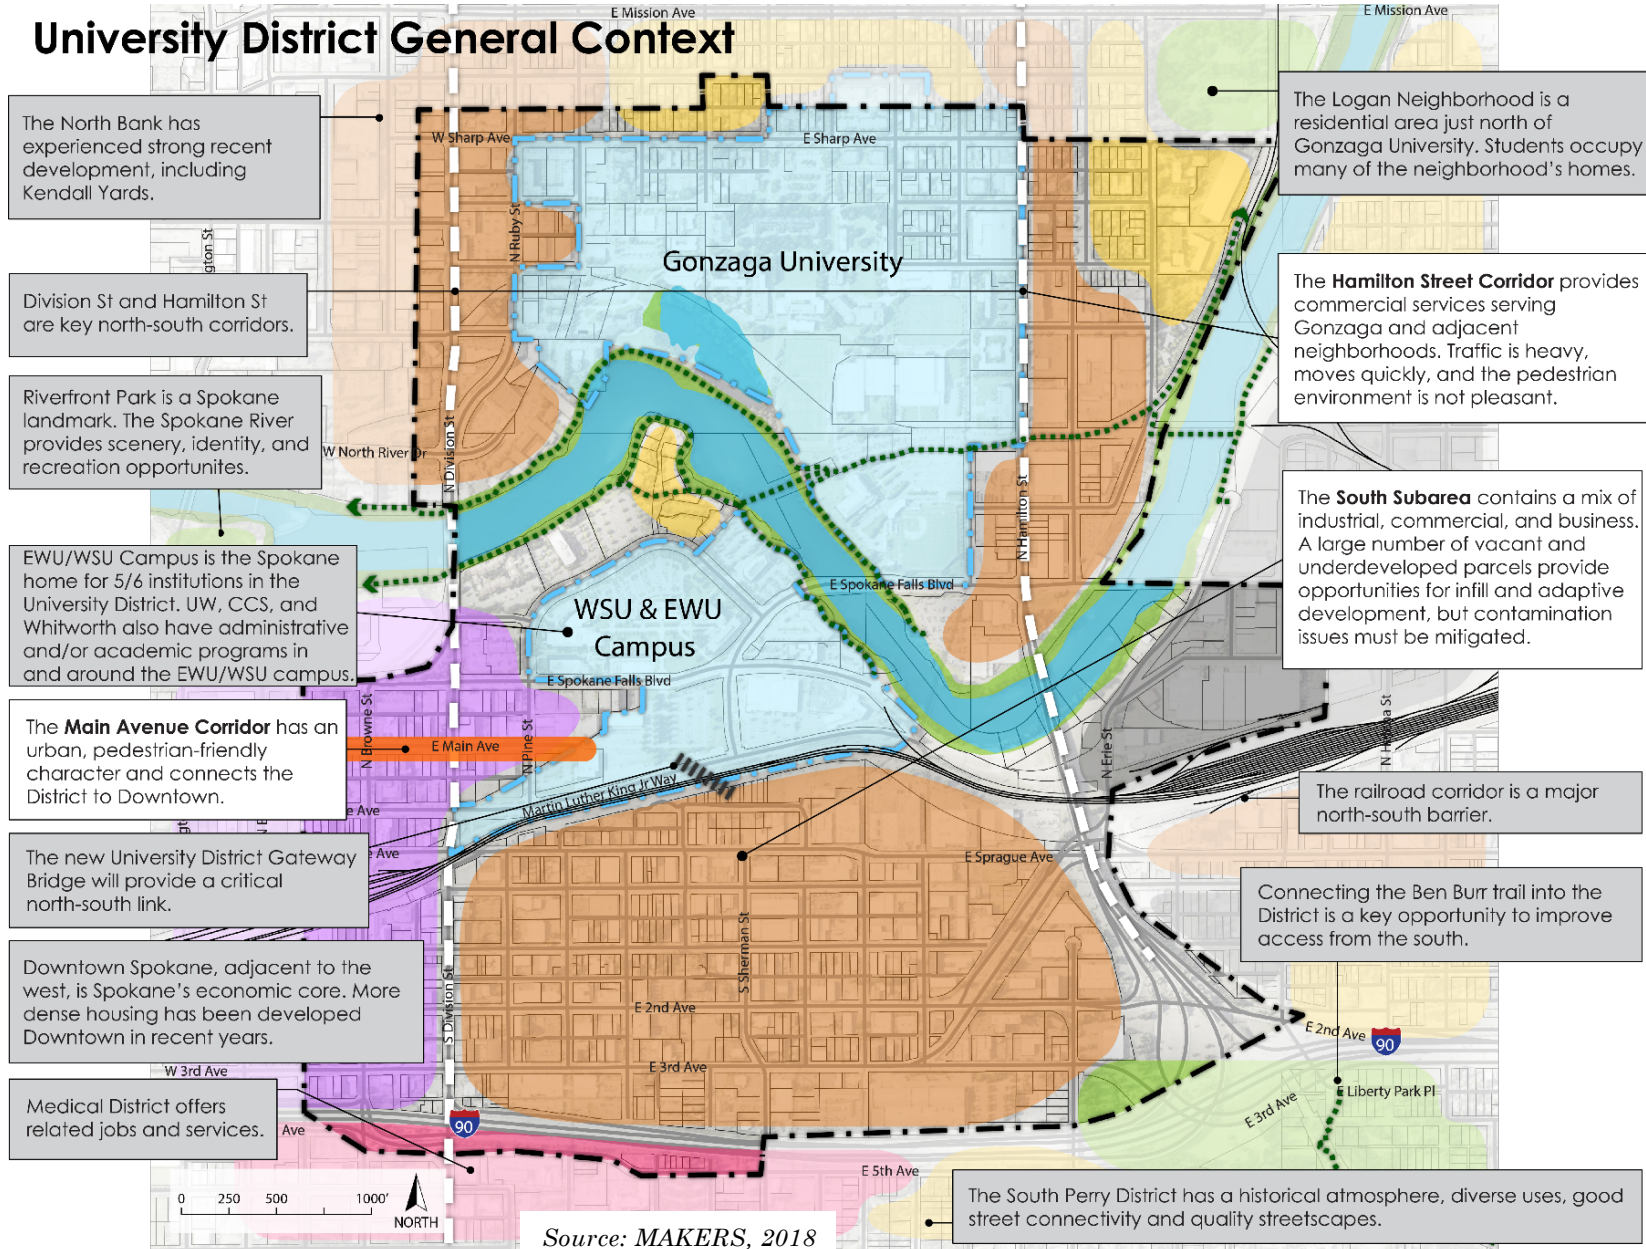 University District General Context
E Mission Ave
E Mission Ave
The North Bank has
experienced strong recent
development, including
Kendall Yards.
W Sharp Ave
E Sharp Ave
The Logan Neighborhood is a
residential area just north of
Gonzaga University. Students occupy
many of the neighborhood's homes.
N Ruby St
gton St
Gonzaga University
Division St and Hamilton St
are key north-south corridors.
The Hamilton Street Corridor provides
commercial services serving
Gonzaga and adjacent
neighborhoods. Traffic is heavy,
moves quickly, and the pedestrian
environment is not pleasant.
Riverfront Park is a Spokane
landmark. The Spokane River
provides scenery, identity, and
recreation opportunites.
W North River Dr
N Division St
N Hamilton St
The South Subarea contains a mix of
industrial, commercial, and business.
A large number of vacant and
underdeveloped parcels provide
opportunities for infill and adaptive
development, but contamination
issues must be mitigated.
EWU/WSU Campus is the Spokane
home for 5/6 institutions in the
University District. UW, CCS, and
Whitworth also have administrative
and/or academic programs in
and around the EWU/WSU campus.
E Spokane Falls Blvd
WSU & EWU
Campus
E Spokane Falls Blvd
The Main Avenue Corridor has an
urban, pedestrian-friendly
character and connects the
District to Downtown.
N Browne St
E Main Ave
N Pine St
N Erie St
Martin Luther King Jr Way
e Ave
The railroad corridor is a major
north-south barrier.
The new University District Gateway
Bridge will provide a critical
north-south link.
e Ave
E Sprague Ave
Connecting the Ben Burr trail into the
District is a key opportunity to improve
access from the south.
Downtown Spokane, adjacent to the
west, is Spokane's economic core. More
dense housing has been developed
Downtown in recent years.
S Division St
S Sherman St
E 2nd Ave
E 2nd Ave
90
W 3rd Ave
E 3rd Ave
E 3rd Ave
E Liberty Park Pl
Medical District offers
related jobs and services.
Ave
90
E 5th Ave
The South Perry District has a historical atmosphere, diverse uses, good
street connectivity and quality streetscapes.
0 250 500 1000'
NORTH
Source: MAKERS, 2018